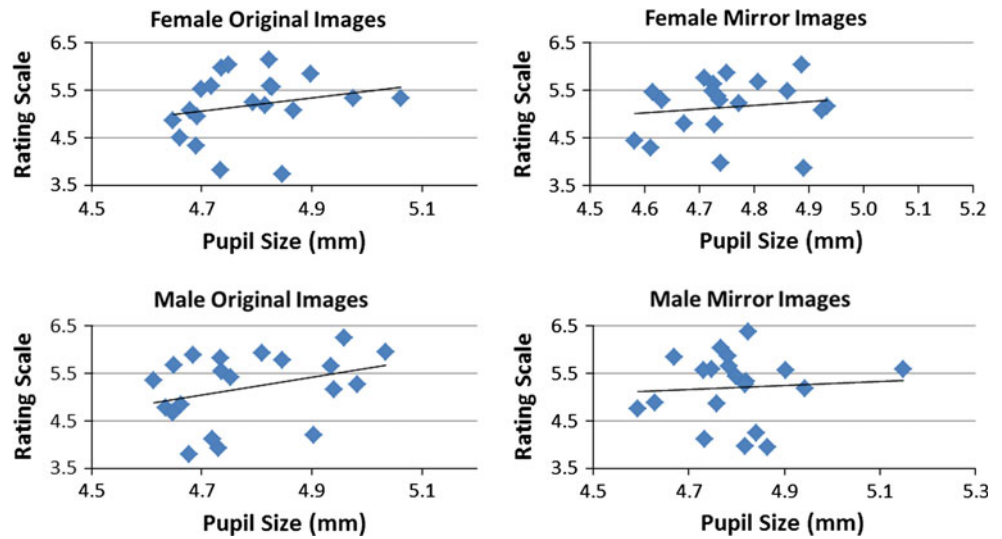 Female Original Images
Rating Scale
6.5
5.5
4.5
3.5
4.5 4.7 4.9 5.1
Pupil Size (mm)
Female Mirror Images
Rating Scale
6.5
5.5
4.5
3.5
4.5 4.6 4.7 4.8 4.9 5.0 5.1 5.2
Pupil Size (mm)
Male Original Images
Rating Scale
6.5
5.5
4.5
3.5
4.5 4.7 4.9 5.1
Pupil Size (mm)
Male Mirror Images
Rating Scale
6.5
5.5
4.5
3.5
4.5 4.7 4.9 5.1 5.3
Pupil Size (mm)